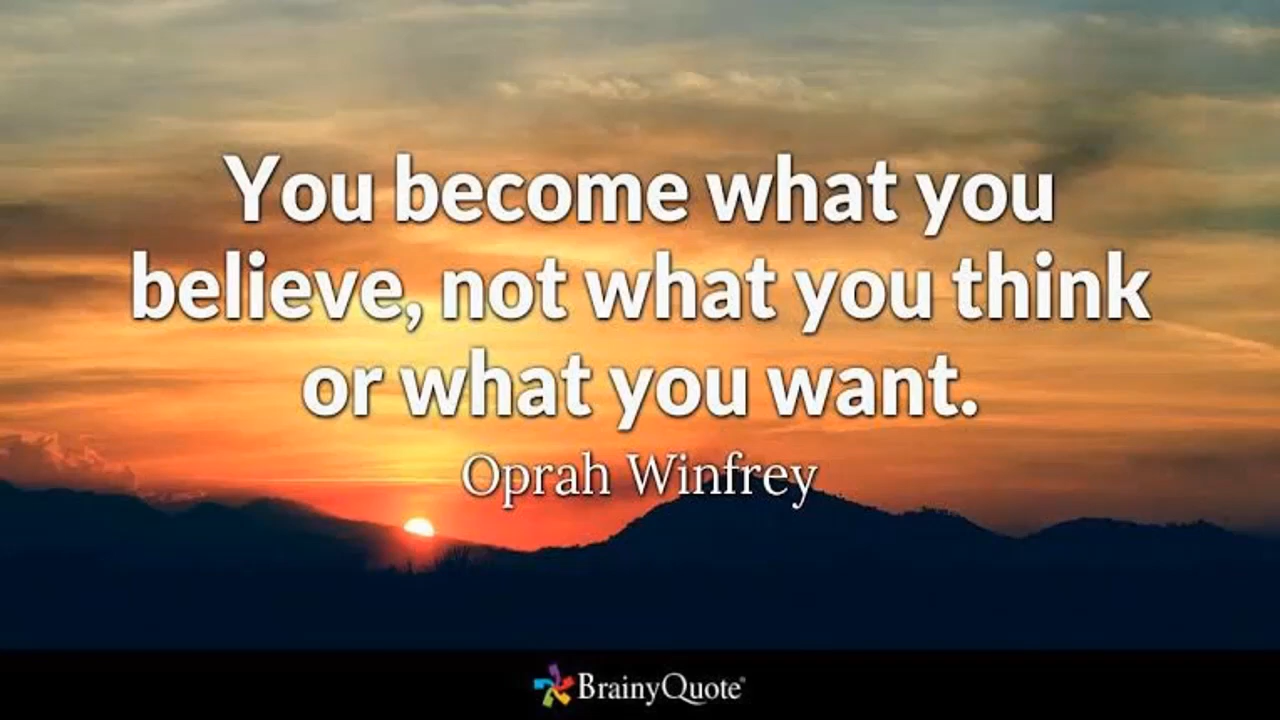 You become what you
believe, not what you think
or what you want.
Oprah Winfrey
BrainyQuote®